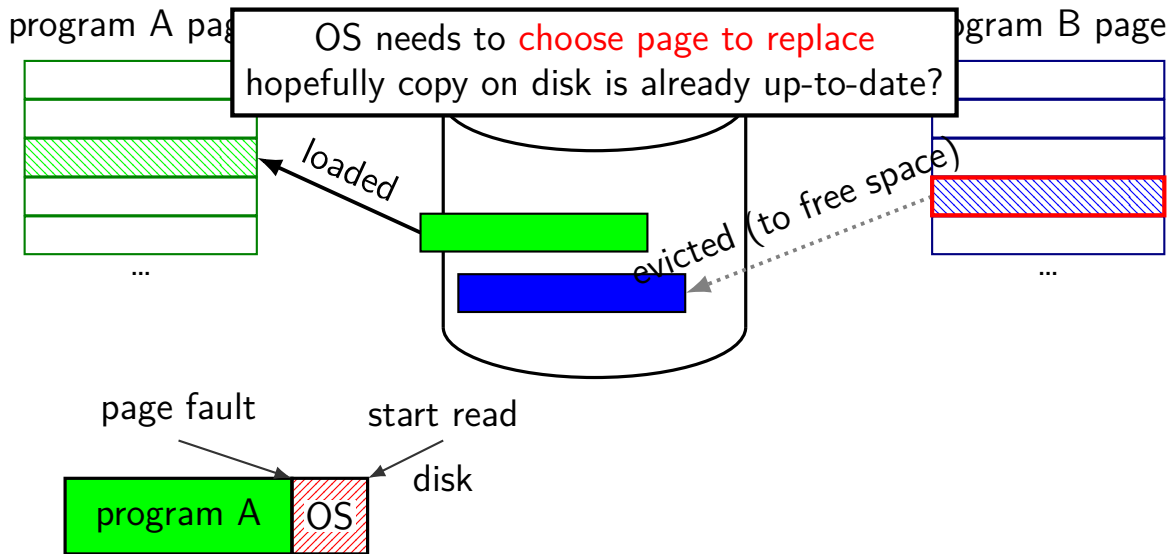 program A pag
OS needs to choose page to replace
hopefully copy on disk is already up-to-date?
ogram B page
loaded
evicted (to free space)
...
...
page fault
start read
disk
program A
OS